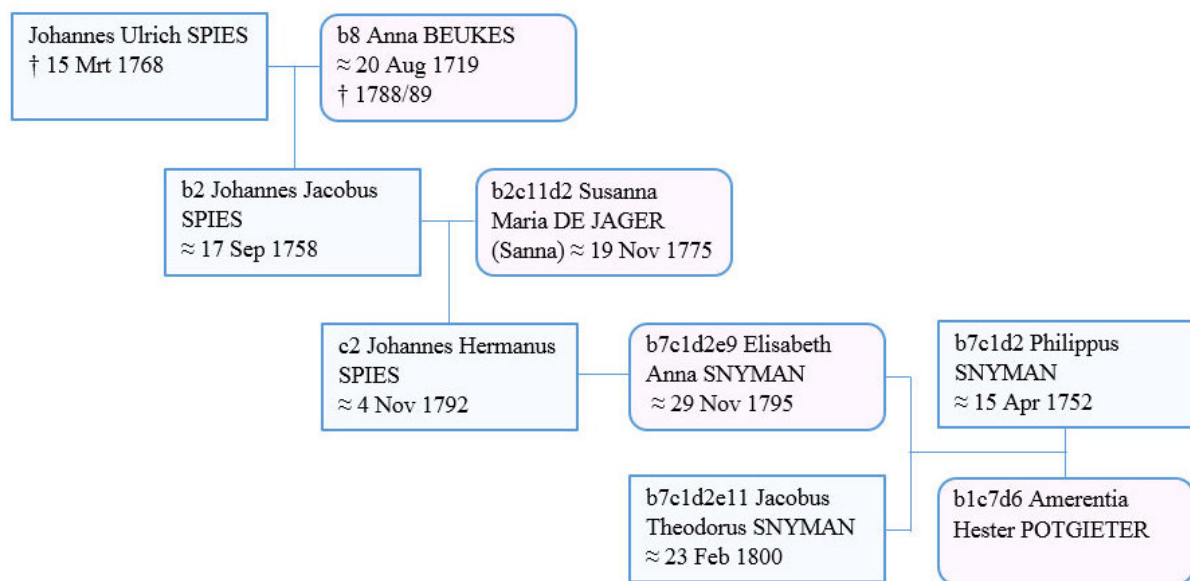 Johannes Ulrich SPIES
† 15 Mrt 1768
b8 Anna BEUKES
≈ 20 Aug 1719
† 1788/89
b2 Johannes Jacobus
SPIES
≈ 17 Sep 1758
b2c11d2 Susanna
Maria DE JAGER
(Sanna) ≈ 19 Nov 1775
c2 Johannes Hermanus
SPIES
≈ 4 Nov 1792
b7c1d2e9 Elisabeth
Anna SNYMAN
≈ 29 Nov 1795
b7c1d2 Philippus
SNYMAN
≈ 15 Apr 1752
b7c1d2e11 Jacobus
Theodorus SNYMAN
≈ 23 Feb 1800
b1c7d6 Amerentia
Hester POTGIETER